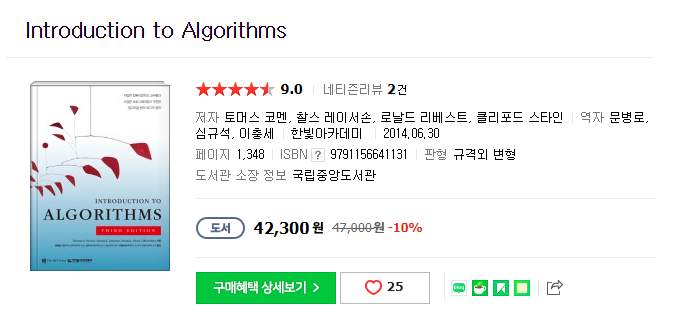 Introduction to Algorithms
9.0 네티즌리뷰 2건
저자 토머스 코멘, 찰스 레이서손, 로날드 리베스트, 클리포드 스타인 | 역자 문병로,
심규석, 이충세 | 한빛아카데미 | 2014.06.30
페이지 1,348 | ISBN ? 9791156641131 | 판형 규격외 변형
도서관 소장 정보 국립중앙도서관
INTRODUCTION TO
ALGORITHMS
THIRD EDITION
도서 42,300원 47,000원 -10%
구매혜택 상세보기 > 25
blog